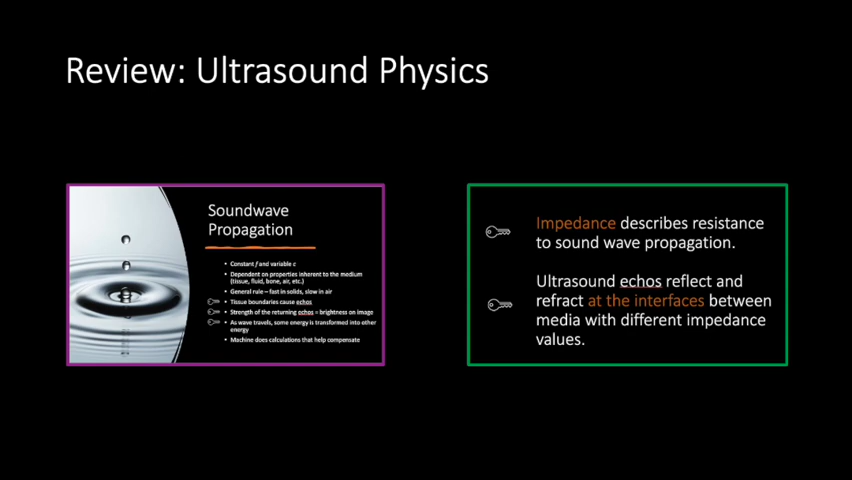 Review: Ultrasound Physics
Soundwave
Propagation
• Constant f and variable c
• Dependent on properties inherent to the medium
(tissue, fluid, bone, air, etc.)
• General rule – fast in solids, slow in air
• Tissue boundaries cause echos
• Strength of the returning echos = brightness on image
• As wave travels, some energy is transformed into other
energy
• Machine does calculations that help compensate
Impedance describes resistance
to sound wave propagation.
Ultrasound echos reflect and
refract at the interfaces between
media with different impedance
values.